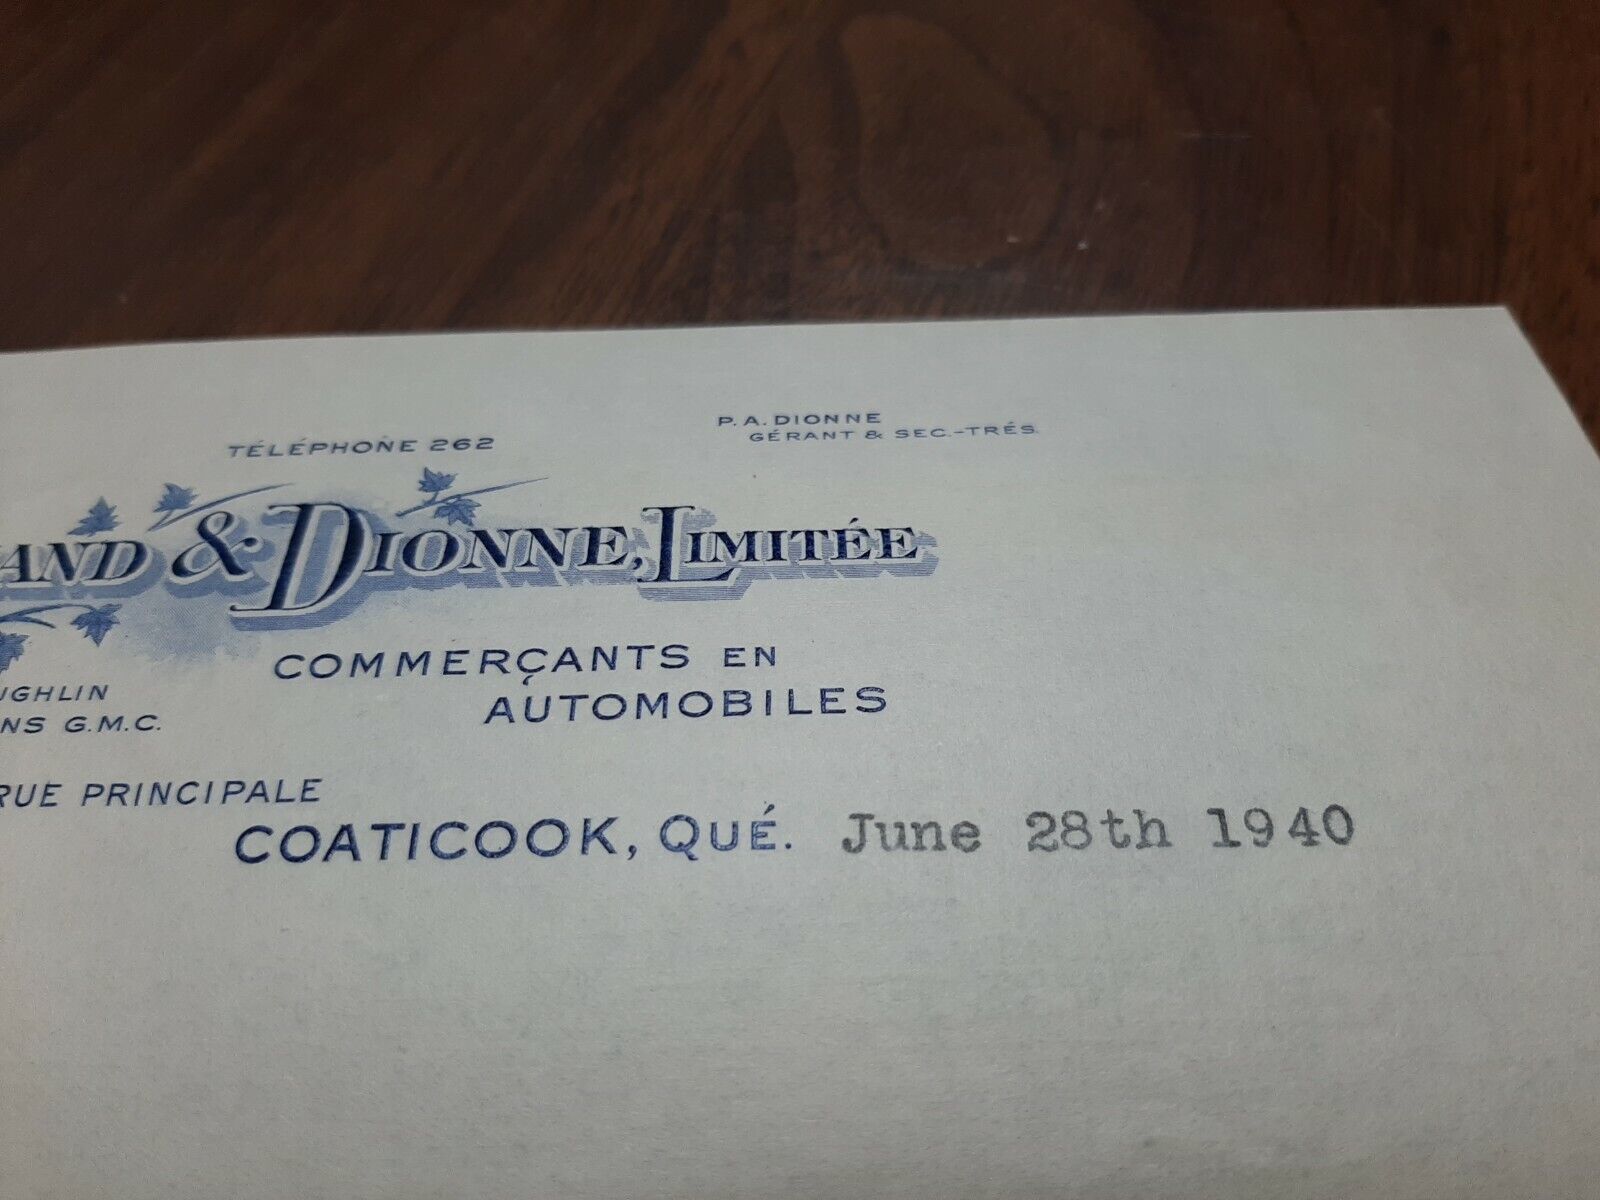 TÉLÉPHONE 262
P. A. DIONNE
GÉRANT & SEC.-TRÉS.
& DIONNE, LIMITÉE
COMMERÇANTS EN
AUTOMOBILES
G.M.C.
RUE PRINCIPALE
COATICOOK, QUÉ. June 28th 1940